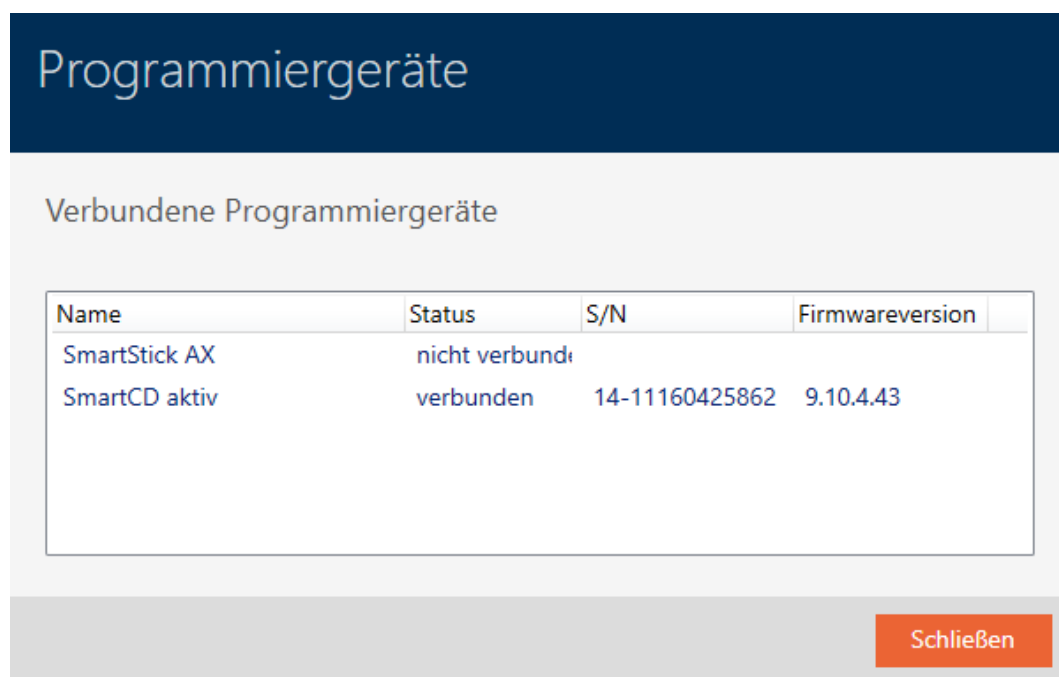 Programmiergeräte
Verbundene Programmiergeräte
Name Status S/N Firmwareversion
SmartStick AX nicht verbunde
SmartCD aktiv verbunden 14-11160425862 9.10.4.43
Schließen